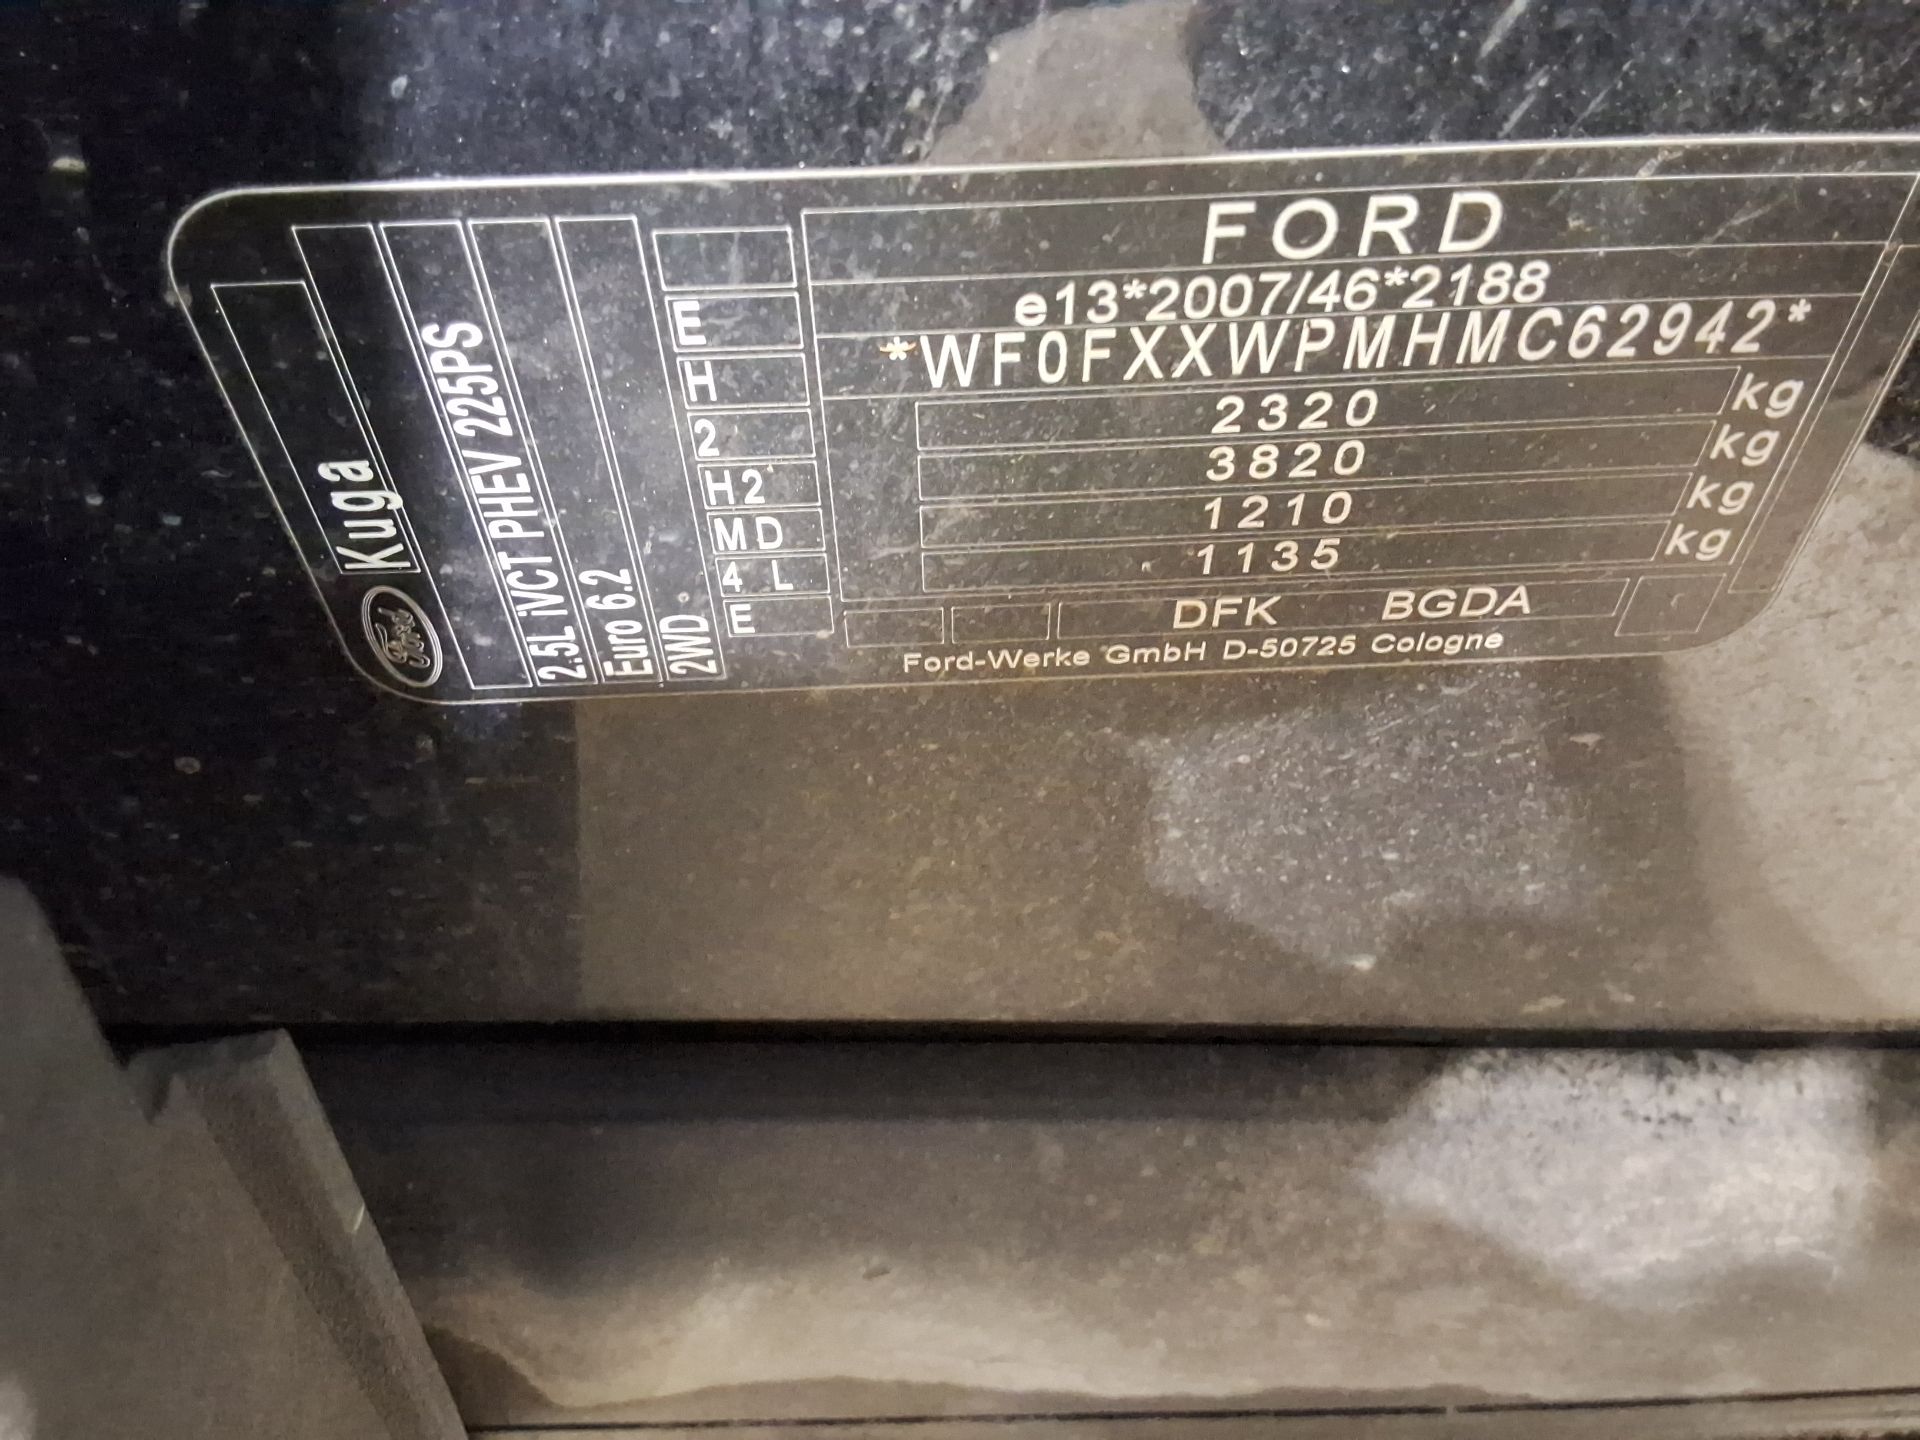 FORD
e13*2007/46*2188
*WF0FXXWPMHMC62942*
2320 kg
3820 kg
1210 kg
1135 kg
DFK BGDA
Ford-Werke GmbH D-50725 Cologne
E
H
2
H2
MD
4 L
E
Ford Kuga
2.5L iVCT PHEV 225PS
Euro 6.2
2WD